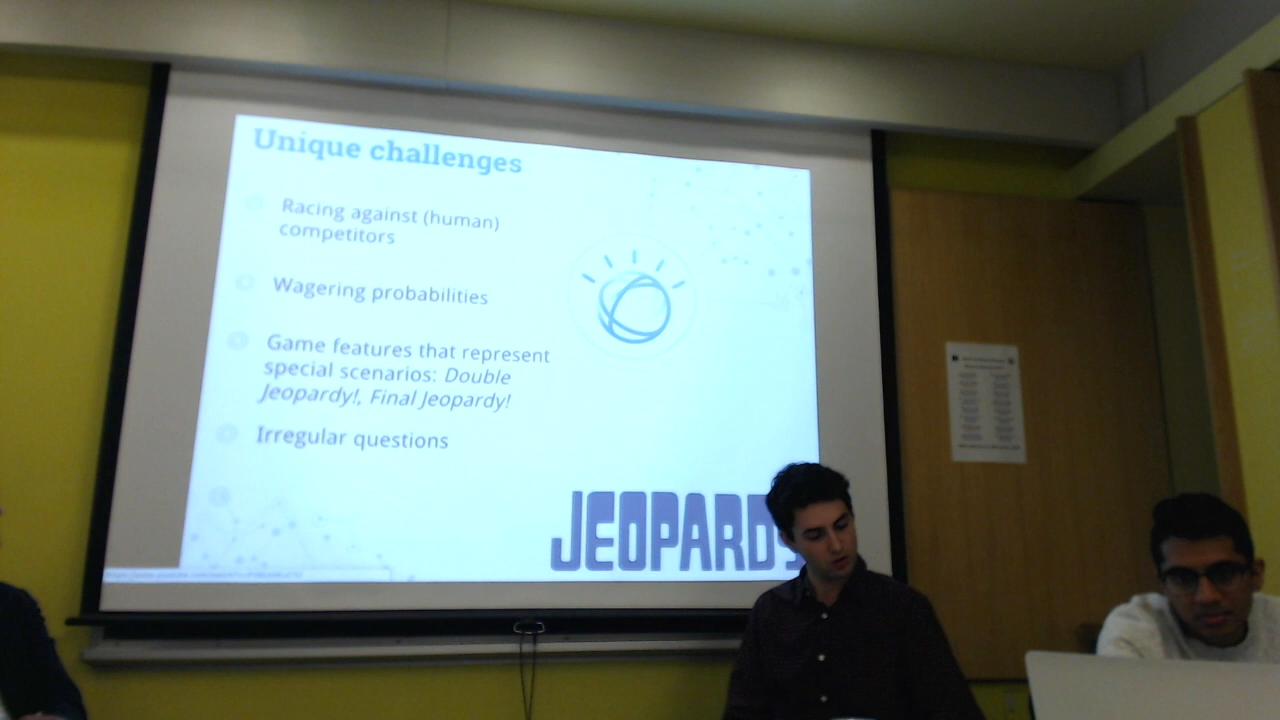 Unique challenges
Racing against (human)
competitors
Wagering probabilities
Game features that represent
special scenarios: Double
Jeopardy!, Final Jeopardy!
Irregular questions
JEOPARDY